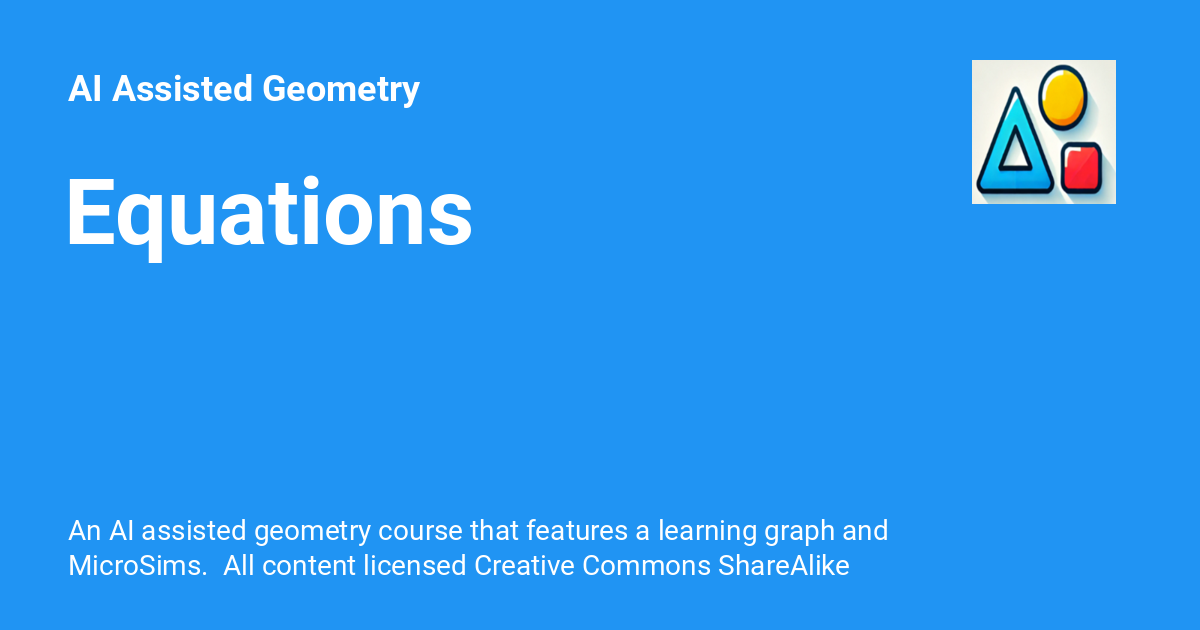 AI Assisted Geometry
Equations
An AI assisted geometry course that features a learning graph and
MicroSims.  All content licensed Creative Commons ShareAlike